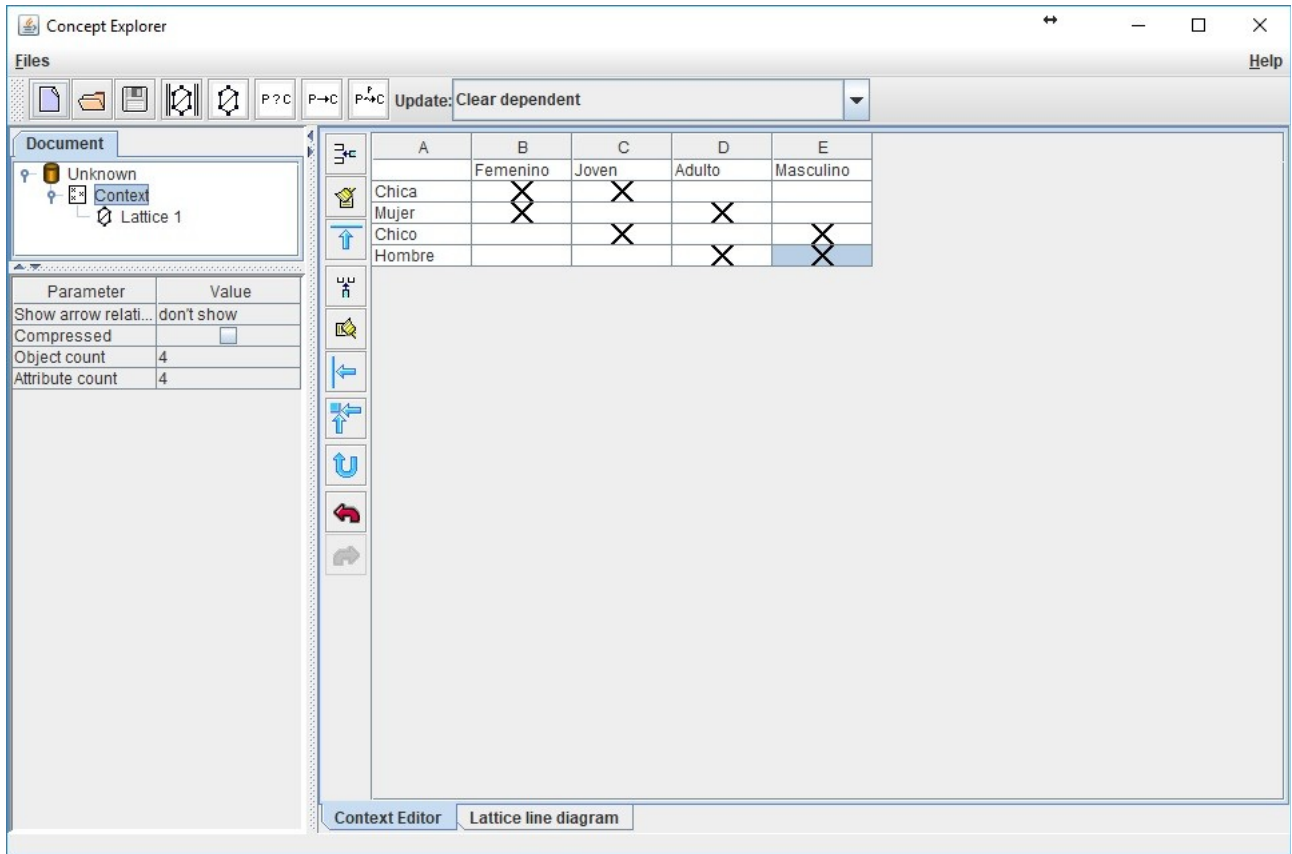 Concept Explorer
Files Help
P?C P→C Update: Clear dependent
Document
Unknown
Context
Lattice 1
Parameter Value
Show arrow relati... don't show
Compressed
Object count 4
Attribute count 4
A B C D E
Femenino Joven Adulto Masculino
Chica X X
Mujer X X
Chico X X
Hombre X X
Context Editor Lattice line diagram